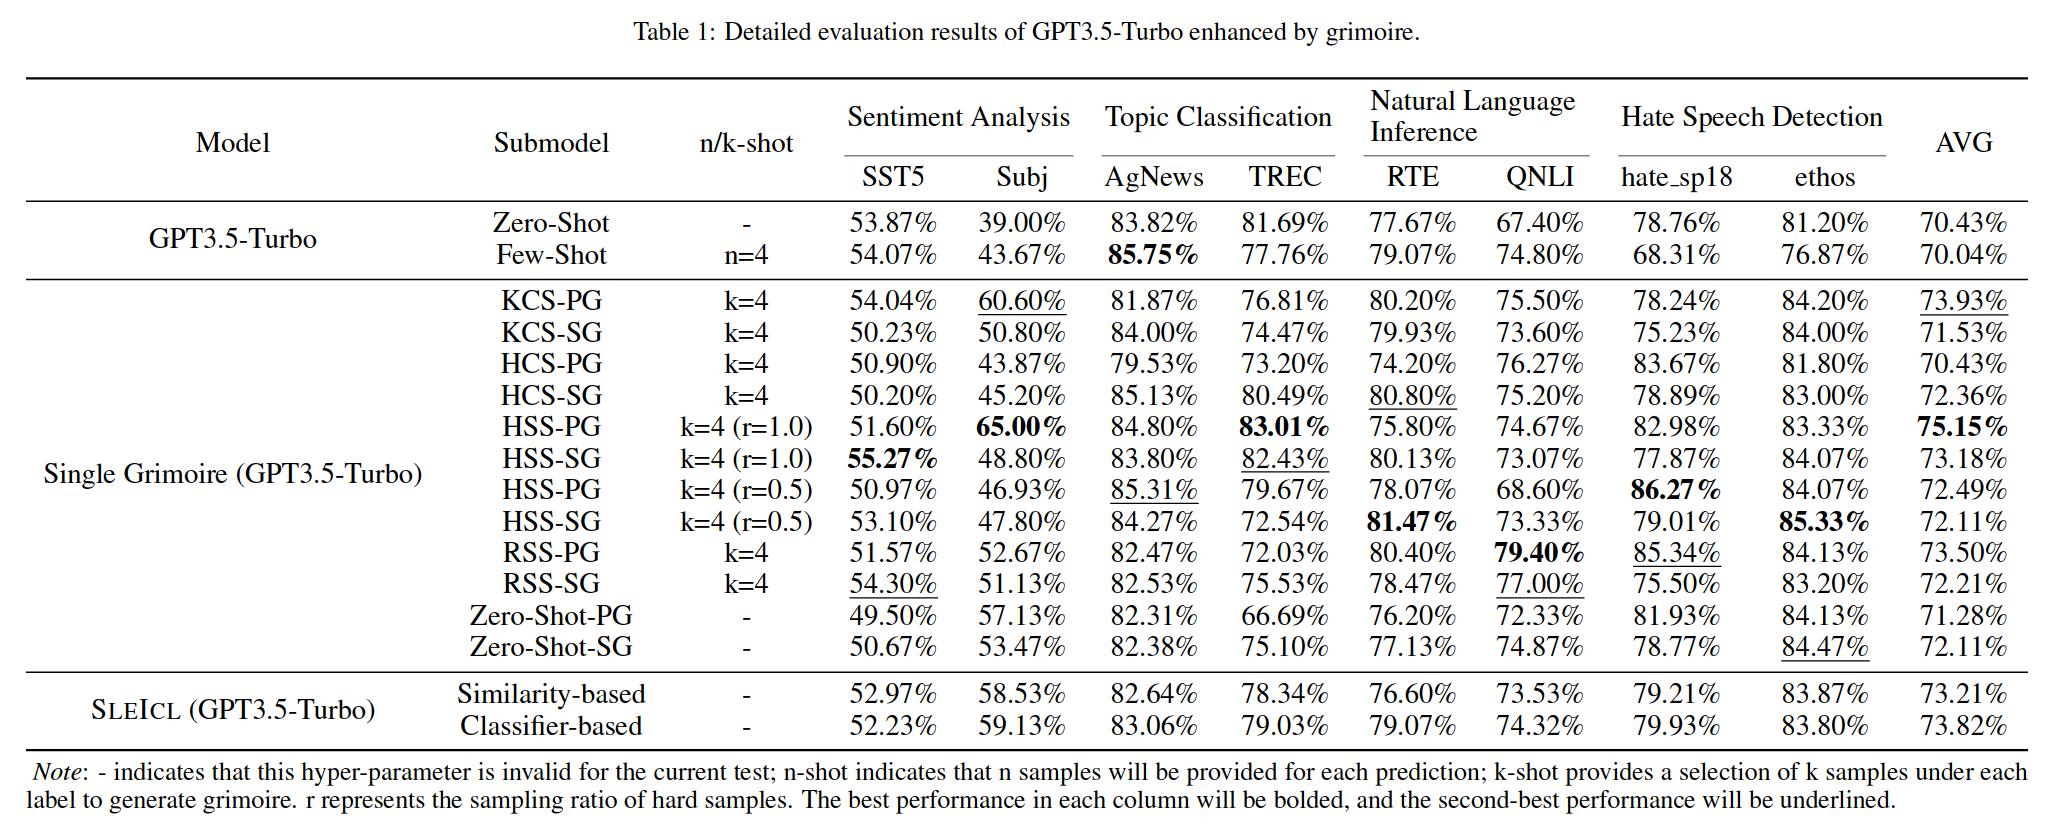 Table 1: Detailed evaluation results of GPT3.5-Turbo enhanced by grimoire.
Model Submodel n/k-shot Sentiment Analysis Topic Classification Natural Language Inference Hate Speech Detection AVG
SST5 Subj AgNews TREC RTE QNLI hate_sp18 ethos
GPT3.5-Turbo
Zero-Shot - 53.87% 39.00% 83.82% 81.69% 77.67% 67.40% 78.76% 81.20% 70.43%
Few-Shot n=4 54.07% 43.67% 85.75% 77.76% 79.07% 74.80% 68.31% 76.87% 70.04%
Single Grimoire (GPT3.5-Turbo)
KCS-PG k=4 54.04% 60.60% 81.87% 76.81% 80.20% 75.50% 78.24% 84.20% 73.93%
KCS-SG k=4 50.23% 50.80% 84.00% 74.47% 79.93% 73.60% 75.23% 84.00% 71.53%
HCS-PG k=4 50.90% 43.87% 79.53% 73.20% 74.20% 76.27% 83.67% 81.80% 70.43%
HCS-SG k=4 50.20% 45.20% 85.13% 80.49% 80.80% 75.20% 78.89% 83.00% 72.36%
HSS-PG k=4 (r=1.0) 51.60% 65.00% 84.80% 83.01% 75.80% 74.67% 82.98% 83.33% 75.15%
HSS-SG k=4 (r=1.0) 55.27% 48.80% 83.80% 82.43% 80.13% 73.07% 77.87% 84.07% 73.18%
HSS-PG k=4 (r=0.5) 50.97% 46.93% 85.31% 79.67% 78.07% 68.60% 86.27% 84.07% 72.49%
HSS-SG k=4 (r=0.5) 53.10% 47.80% 84.27% 72.54% 81.47% 73.33% 79.01% 85.33% 72.11%
RSS-PG k=4 51.57% 52.67% 82.47% 72.03% 80.40% 79.40% 85.34% 84.13% 73.50%
RSS-SG k=4 54.30% 51.13% 82.53% 75.53% 78.47% 77.00% 75.50% 83.20% 72.21%
Zero-Shot-PG - 49.50% 57.13% 82.31% 66.69% 76.20% 72.33% 81.93% 84.13% 71.28%
Zero-Shot-SG - 50.67% 53.47% 82.38% 75.10% 77.13% 74.87% 78.77% 84.47% 72.11%
SLEICL (GPT3.5-Turbo)
Similarity-based - 52.97% 58.53% 82.64% 78.34% 76.60% 73.53% 79.21% 83.87% 73.21%
Classifier-based - 52.23% 59.13% 83.06% 79.03% 79.07% 74.32% 79.93% 83.80% 73.82%
Note: - indicates that this hyper-parameter is invalid for the current test; n-shot indicates that n samples will be provided for each prediction; k-shot provides a selection of k samples under each
label to generate grimoire. r represents the sampling ratio of hard samples. The best performance in each column will be bolded, and the second-best performance will be underlined.